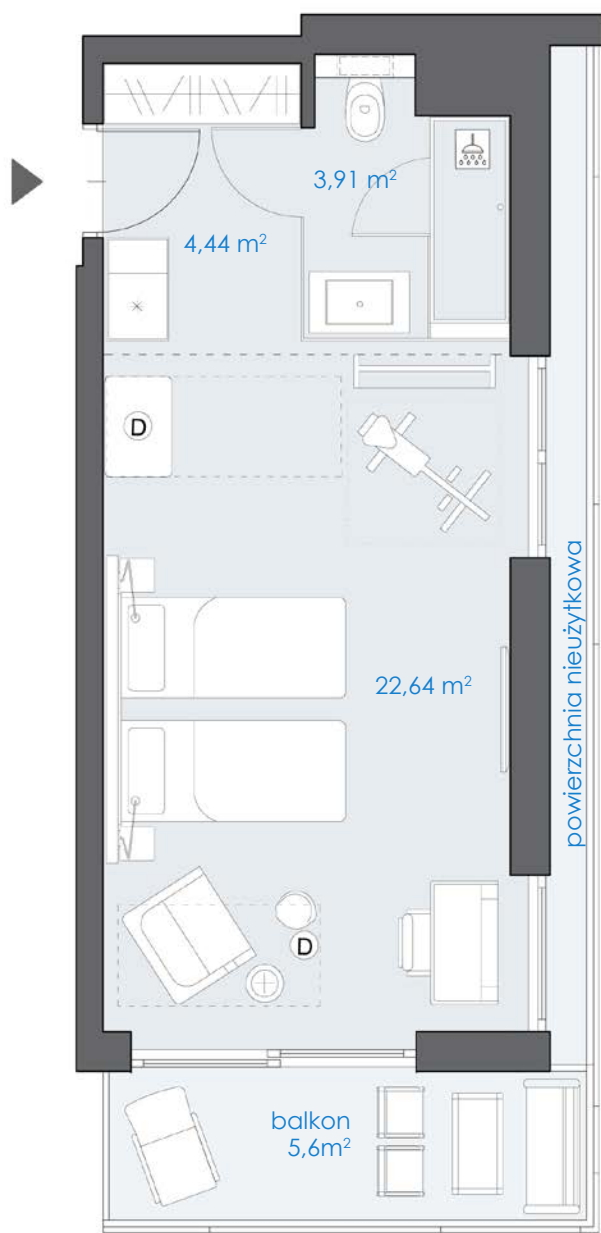 3,91 m²
4,44 m²
D
powierzchnia nieużytkowa
22,64 m²
D
balkon
5,6m²